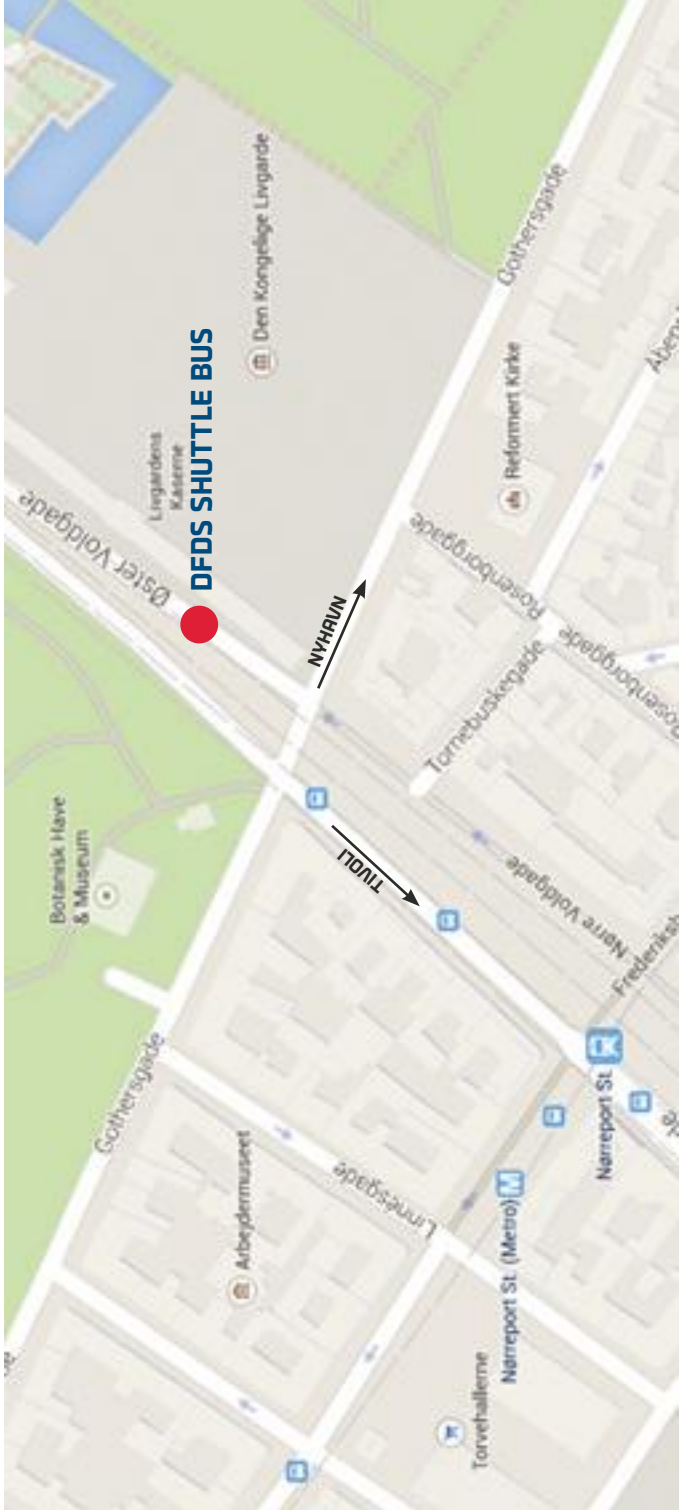 Botanisk Have
& Museum
Øster Voldgade
Livgardens
Kaserne
DFDS SHUTTLE BUS
Den Kongelige Livgarde
Gothersgade
Arbejdermuseet
Linnésgade
TIVOLI
NYHAVN
Gothersgade
Reformert Kirke
Rosenborggade
Rosenborggade
Tornebuskegade
Nørre Voldgade
Torvehallerne
Nørreport St. (Metro)
M
Nørreport St.